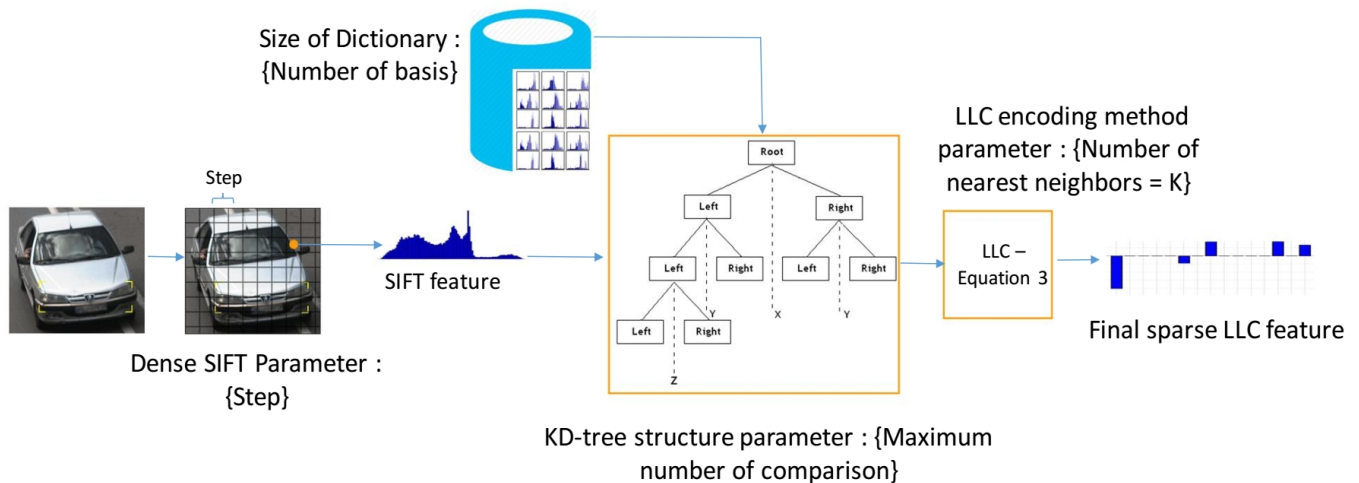 Size of Dictionary :
{Number of basis}
Step
Dense SIFT Parameter :
{Step}
SIFT feature
Root
Left
Right
Left
Right
Left
Right
Left
Right
Y
X
Y
Z
KD-tree structure parameter : {Maximum
number of comparison}
LLC encoding method
parameter : {Number of
nearest neighbors = K}
LLC –
Equation 3
Final sparse LLC feature